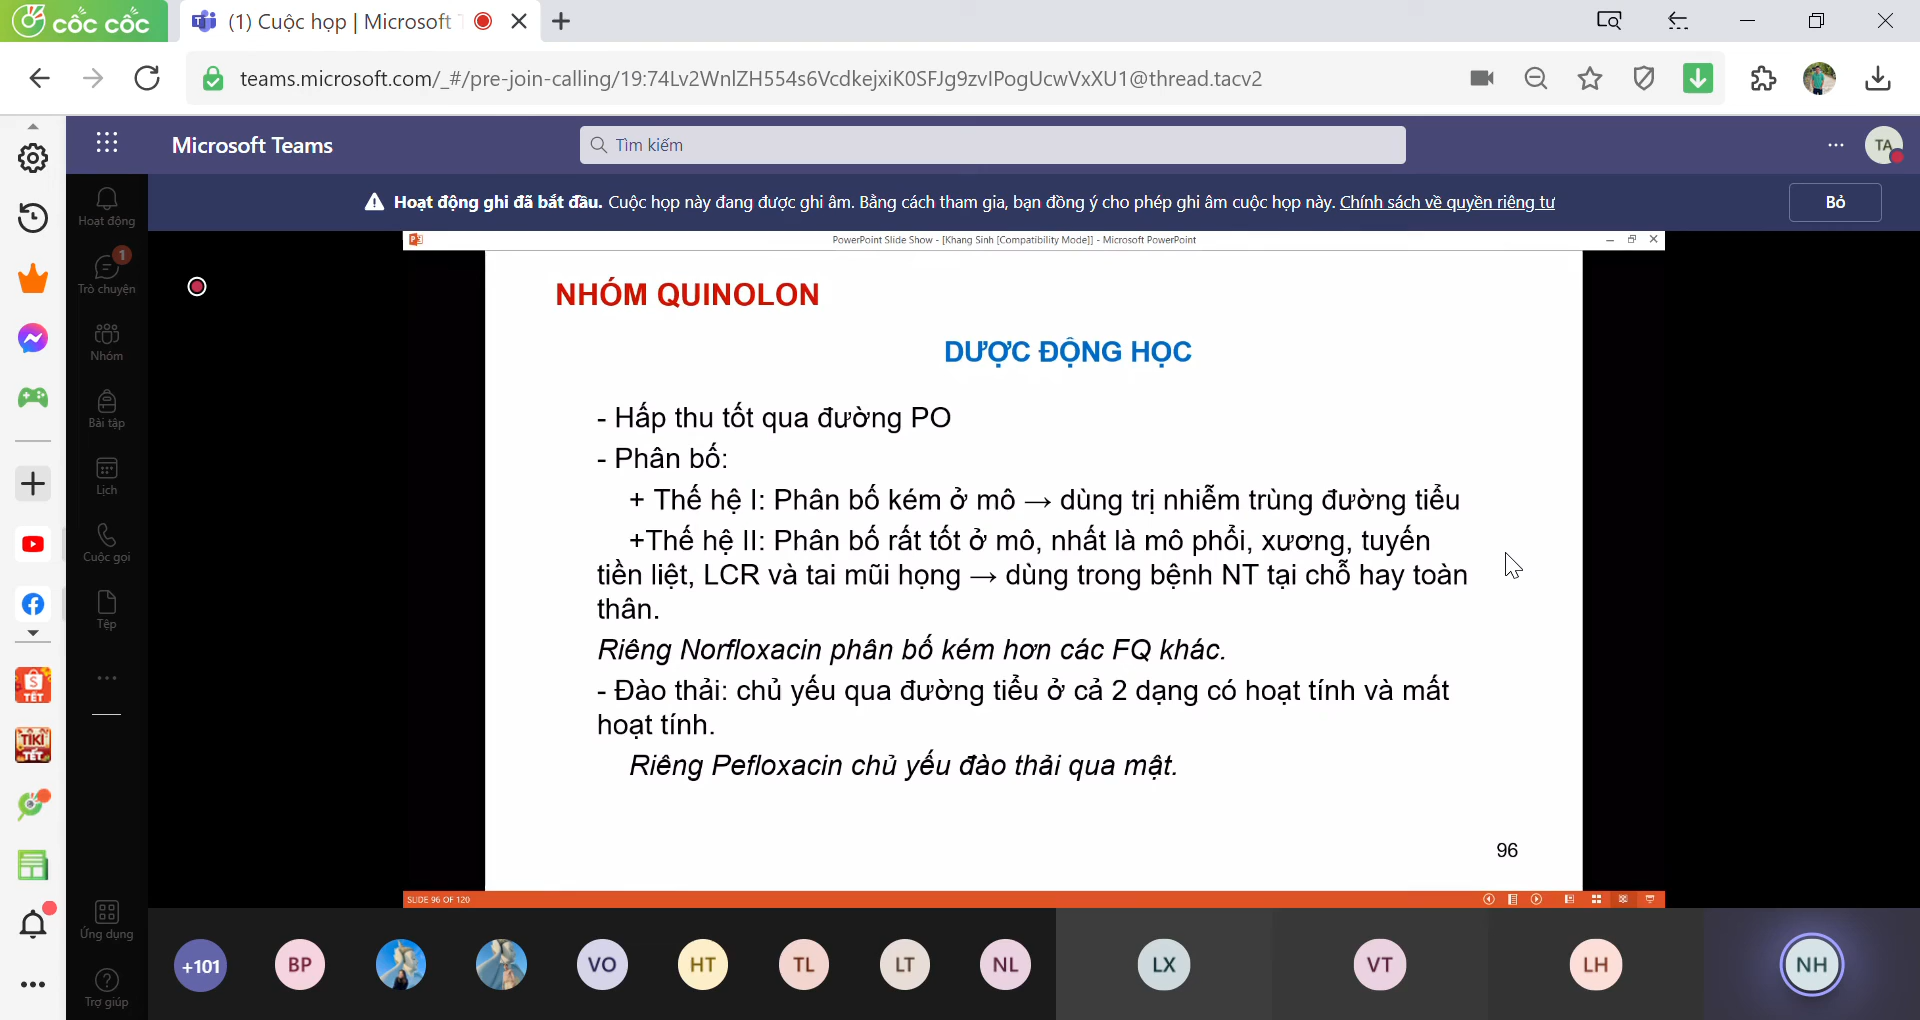 cốc cốc
(1) Cuộc họp | Microsoft
teams.microsoft.com/_#/pre-join-calling/19:74Lv2WnlZH554s6VcdkejxiK0SFJg9zvIPogUcwVxXU1@thread.tacv2
Microsoft Teams
Tìm kiếm
TA
Hoạt động ghi đã bắt đầu. Cuộc họp này đang được ghi âm. Bằng cách tham gia, bạn đồng ý cho phép ghi âm cuộc họp này. Chính sách về quyền riêng tư
Bỏ
Hoạt động
1
Trò chuyện
Nhóm
Bài tập
Lịch
Cuộc gọi
Tệp
Ứng dụng
Trợ giúp
TẾT
TIKI
TẾT
PowerPoint Slide Show - [Khang Sinh [Compatibility Mode]] - Microsoft PowerPoint
NHÓM QUINOLON
DƯỢC ĐỘNG HỌC
- Hấp thu tốt qua đường PO
- Phân bố:
+ Thế hệ I: Phân bố kém ở mô → dùng trị nhiễm trùng đường tiểu
+Thế hệ II: Phân bố rất tốt ở mô, nhất là mô phổi, xương, tuyến
tiền liệt, LCR và tai mũi họng → dùng trong bệnh NT tại chỗ hay toàn
thân.
Riêng Norfloxacin phân bố kém hơn các FQ khác.
- Đào thải: chủ yếu qua đường tiểu ở cả 2 dạng có hoạt tính và mất
hoạt tính.
Riêng Pefloxacin chủ yếu đào thải qua mật.
96
SLIDE 96 OF 120
+101
BP
VO
HT
TL
LT
NL
LX
VT
LH
NH